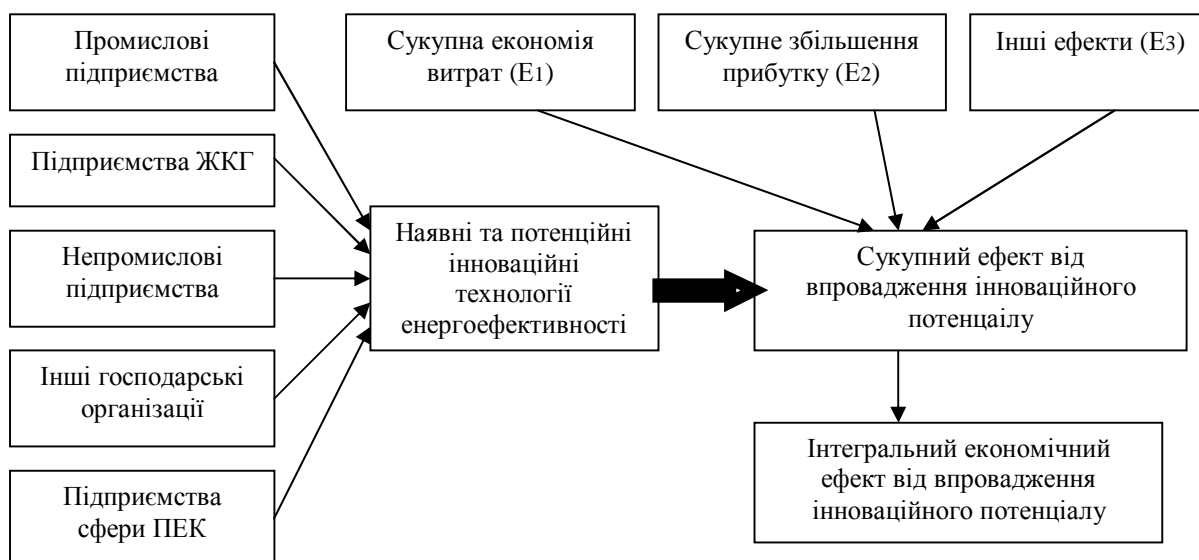 Промислові
підприємства
Підприємства ЖКГ
Непромислові
підприємства
Інші господарські
організації
Підприємства
сфери ПЕК
Наявні та потенційні
інноваційні
технології
енергоефективності
Сукупна економія
витрат (Е1)
Сукупне збільшення
прибутку (Е2)
Інші ефекти (Е3)
Сукупний ефект від
впровадження інноваційного
потенцаілу
Інтегральний економічний
ефект від впровадження
інноваційного потенціалу